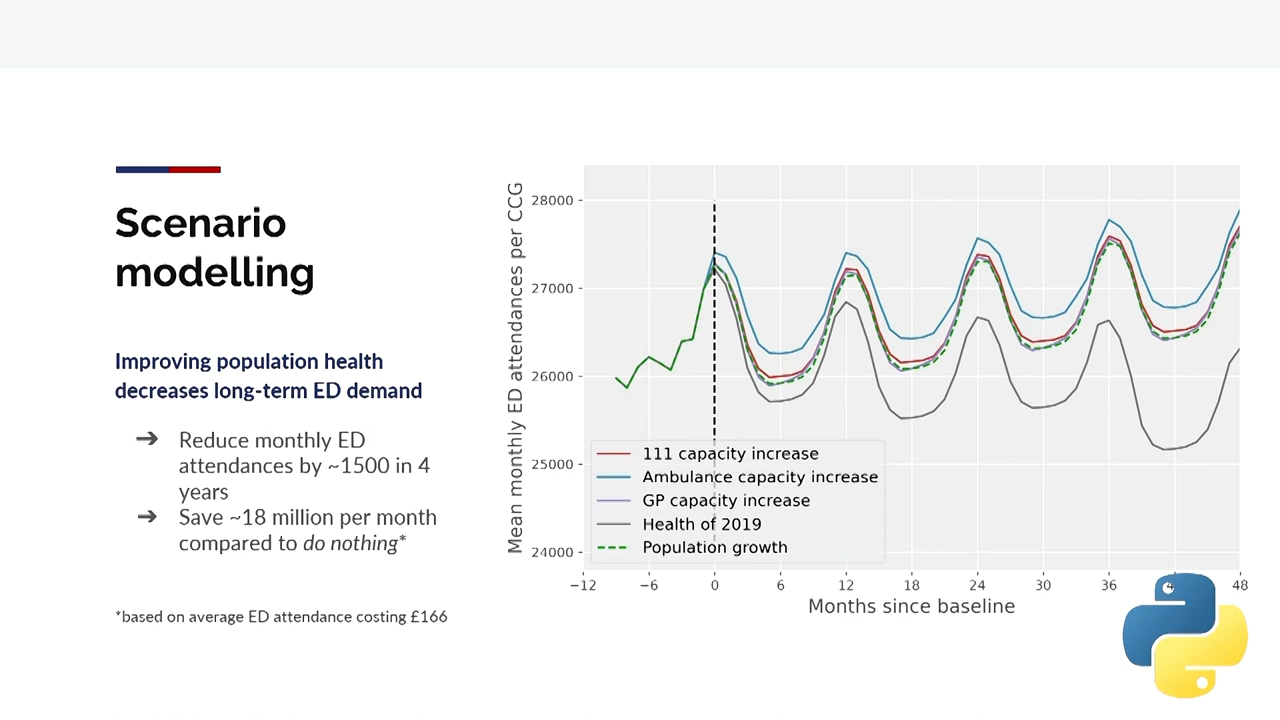 Scenario
modelling
Improving population health
decreases long-term ED demand
➔ Reduce monthly ED
attendances by ~1500 in 4
years
➔ Save ~18 million per month
compared to do nothing*
*based on average ED attendance costing £166
Mean monthly ED attendances per CCG
28000
27000
26000
25000
24000
111 capacity increase
Ambulance capacity increase
GP capacity increase
Health of 2019
Population growth
−12 −6 0 6 12 18 24 30 36 48
Months since baseline